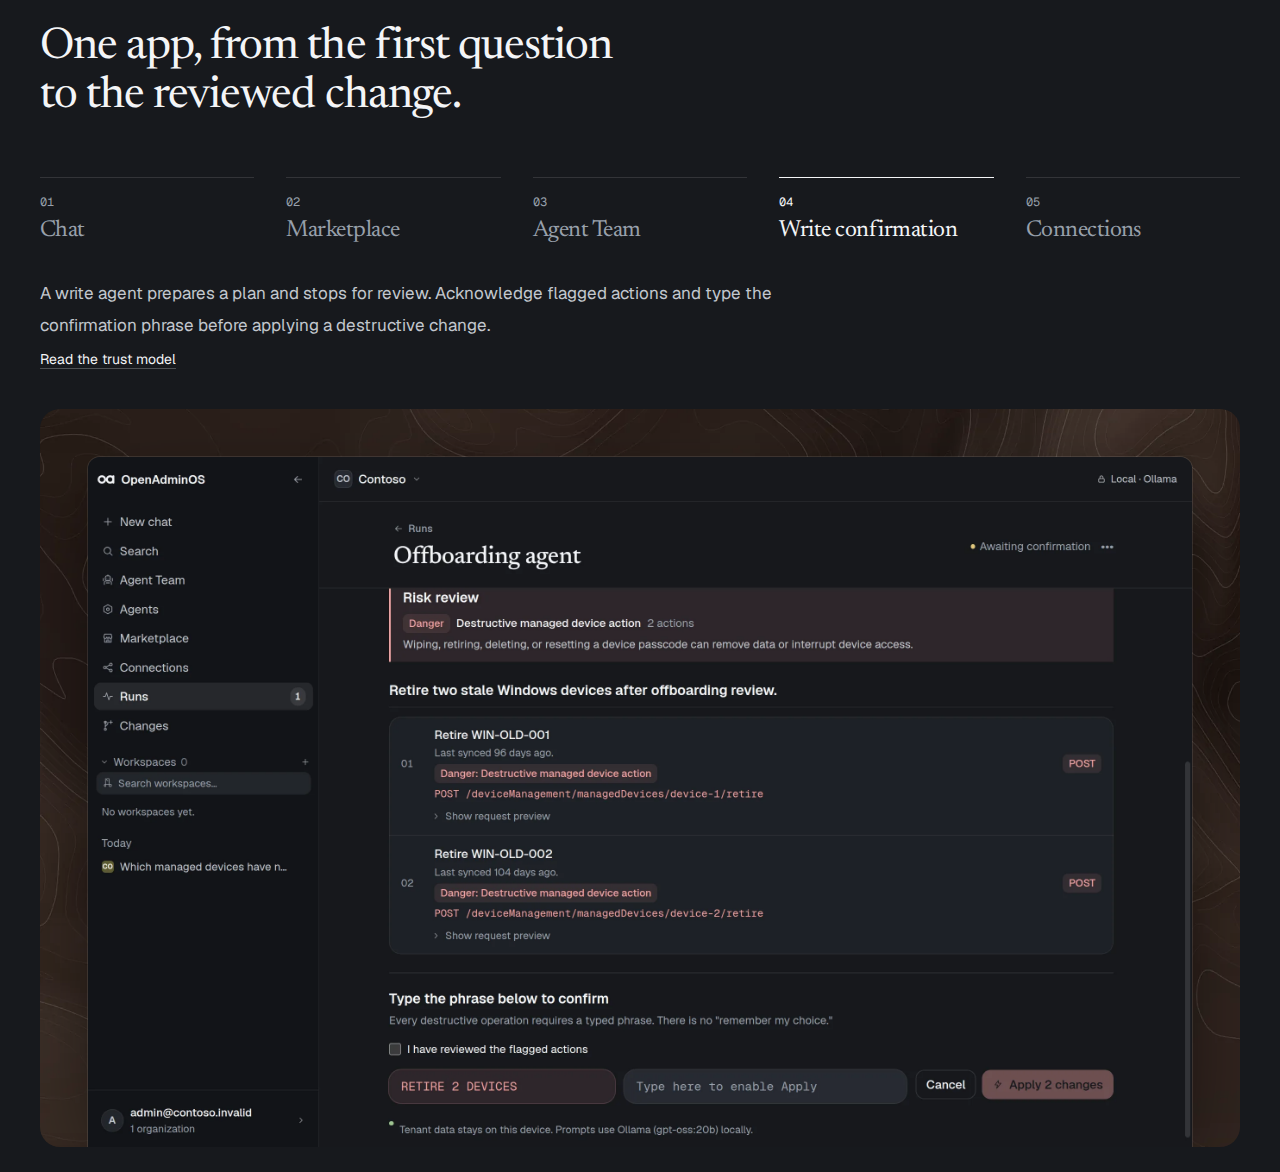 One app, from the first question
to the reviewed change.
01
Chat
02
Marketplace
03
Agent Team
04
Write confirmation
05
Connections
A write agent prepares a plan and stops for review. Acknowledge flagged actions and type the
confirmation phrase before applying a destructive change.
Read the trust model
oa OpenAdminOS
New chat
Search
Agent Team
Agents
Marketplace
Connections
Runs 1
Changes
Workspaces 0
Search workspaces...
No workspaces yet.
Today
CO Which managed devices have n...
A
admin@contoso.invalid
1 organization
CO Contoso
Local · Ollama
Runs
Offboarding agent
Awaiting confirmation
Risk review
Danger Destructive managed device action 2 actions
Wiping, retiring, deleting, or resetting a device passcode can remove data or interrupt device access.
Retire two stale Windows devices after offboarding review.
01
Retire WIN-OLD-001
Last synced 96 days ago.
Danger: Destructive managed device action
POST /deviceManagement/managedDevices/device-1/retire
Show request preview
POST
02
Retire WIN-OLD-002
Last synced 104 days ago.
Danger: Destructive managed device action
POST /deviceManagement/managedDevices/device-2/retire
Show request preview
POST
Type the phrase below to confirm
Every destructive operation requires a typed phrase. There is no "remember my choice."
I have reviewed the flagged actions
RETIRE 2 DEVICES
Type here to enable Apply
Cancel
Apply 2 changes
Tenant data stays on this device. Prompts use Ollama (gpt-oss:20b) locally.